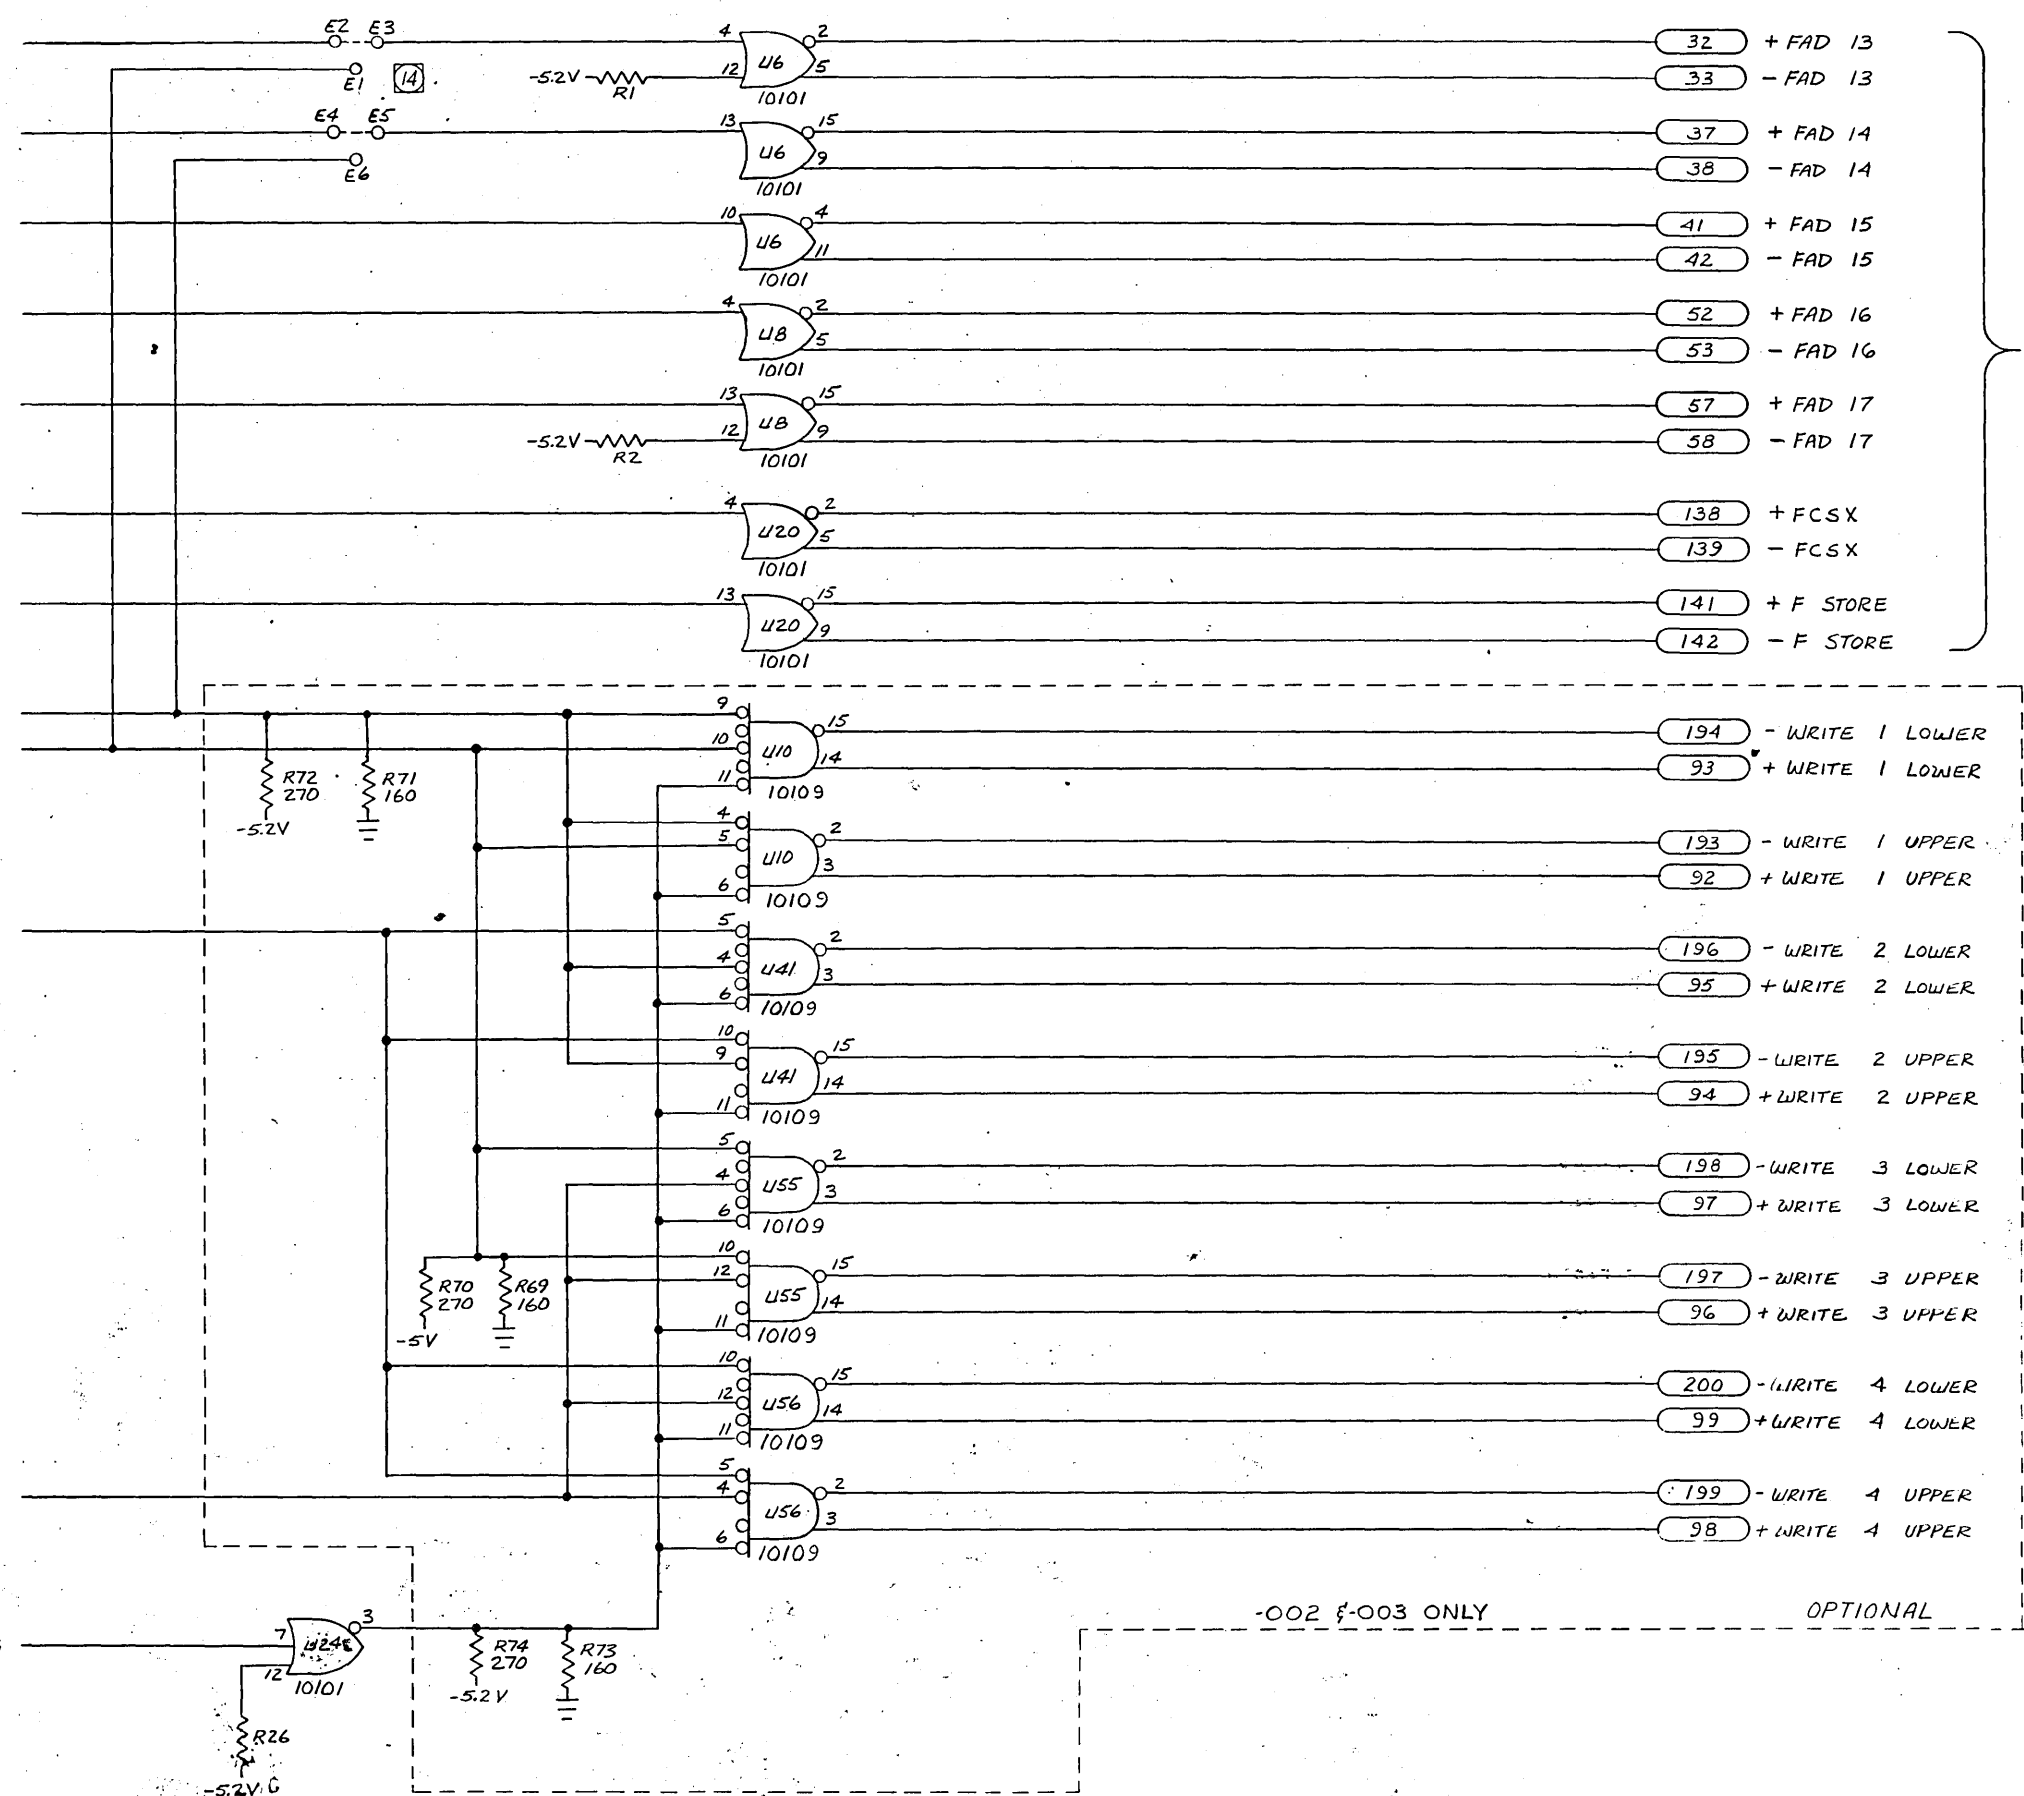 E2 E3 4 2 32 + FAD 13
E1 14 -5.2V R1 12 U6 5 33 - FAD 13
10101
E4 E5 13 15 37 + FAD 14
E6 U6 9 38 - FAD 14
10101
10 4 41 + FAD 15
U6 11 42 - FAD 15
10101
4 2 52 + FAD 16
U8 5 53 - FAD 16
10101
13 15 57 + FAD 17
-5.2V R2 12 U8 9 58 - FAD 17
10101
4 2 138 + FCSX
U20 5 139 - FCSX
10101
13 15 141 + F STORE
U20 9 142 - F STORE
10101
9 15 194 - WRITE 1 LOWER
10 U10 14 93 + WRITE 1 LOWER
R72 270 -5.2V R71 160 11 10109
4 2 193 - WRITE 1 UPPER
5 U10 3 92 + WRITE 1 UPPER
6 10109
5 2 196 - WRITE 2 LOWER
4 U41 3 95 + WRITE 2 LOWER
6 10109
10 15 195 - WRITE 2 UPPER
9 U41 14 94 + WRITE 2 UPPER
11 10109
5 2 198 - WRITE 3 LOWER
4 U55 3 97 + WRITE 3 LOWER
6 10109
10 15 197 - WRITE 3 UPPER
R70 270 -5V R69 160 12 U55 14 96 + WRITE 3 UPPER
11 10109
10 15 200 - WRITE 4 LOWER
12 U56 14 99 + WRITE 4 LOWER
11 10109
5 2 199 - WRITE 4 UPPER
4 U56 3 98 + WRITE 4 UPPER
6 10109
-002 &-003 ONLY OPTIONAL
7 3
12 10101 R74 270 -5.2V R73 160
R26
-5.2V